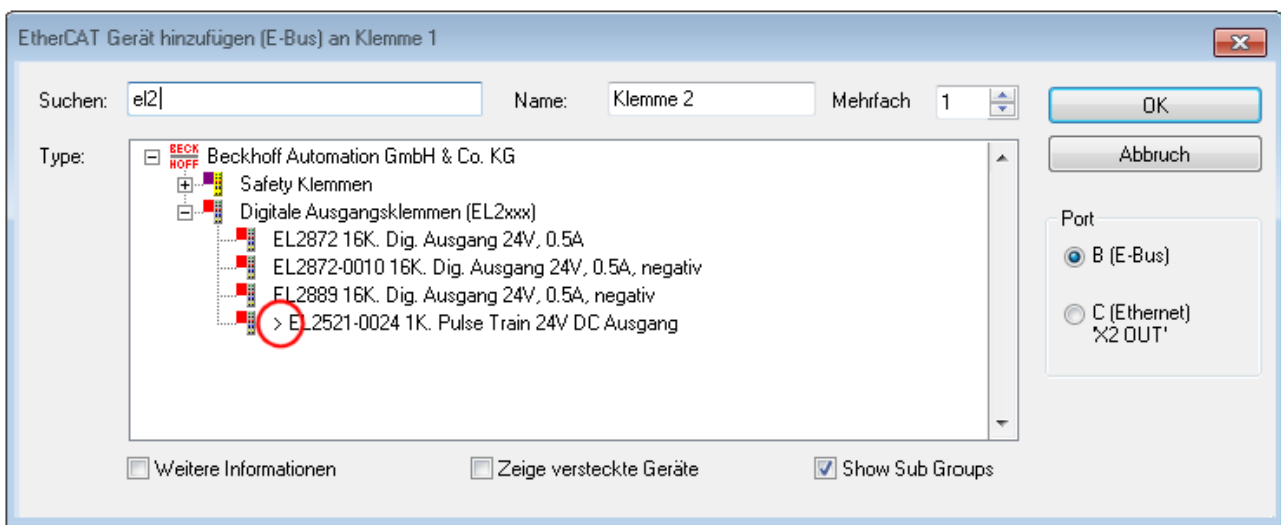 EtherCAT Gerät hinzufügen (E-Bus) an Klemme 1
Suchen: el2 Name: Klemme 2 Mehrfach 1 OK
Type: BECK HOFF Beckhoff Automation GmbH & Co. KG Abbruch
Safety Klemmen
Digitale Ausgangsklemmen (EL2xxx)
EL2872 16K. Dig. Ausgang 24V, 0.5A
EL2872-0010 16K. Dig. Ausgang 24V, 0.5A, negativ
EL2889 16K. Dig. Ausgang 24V, 0.5A, negativ
> EL2521-0024 1K. Pulse Train 24V DC Ausgang
Port
B (E-Bus)
C (Ethernet)
'X2 OUT'
Weitere Informationen Zeige versteckte Geräte Show Sub Groups